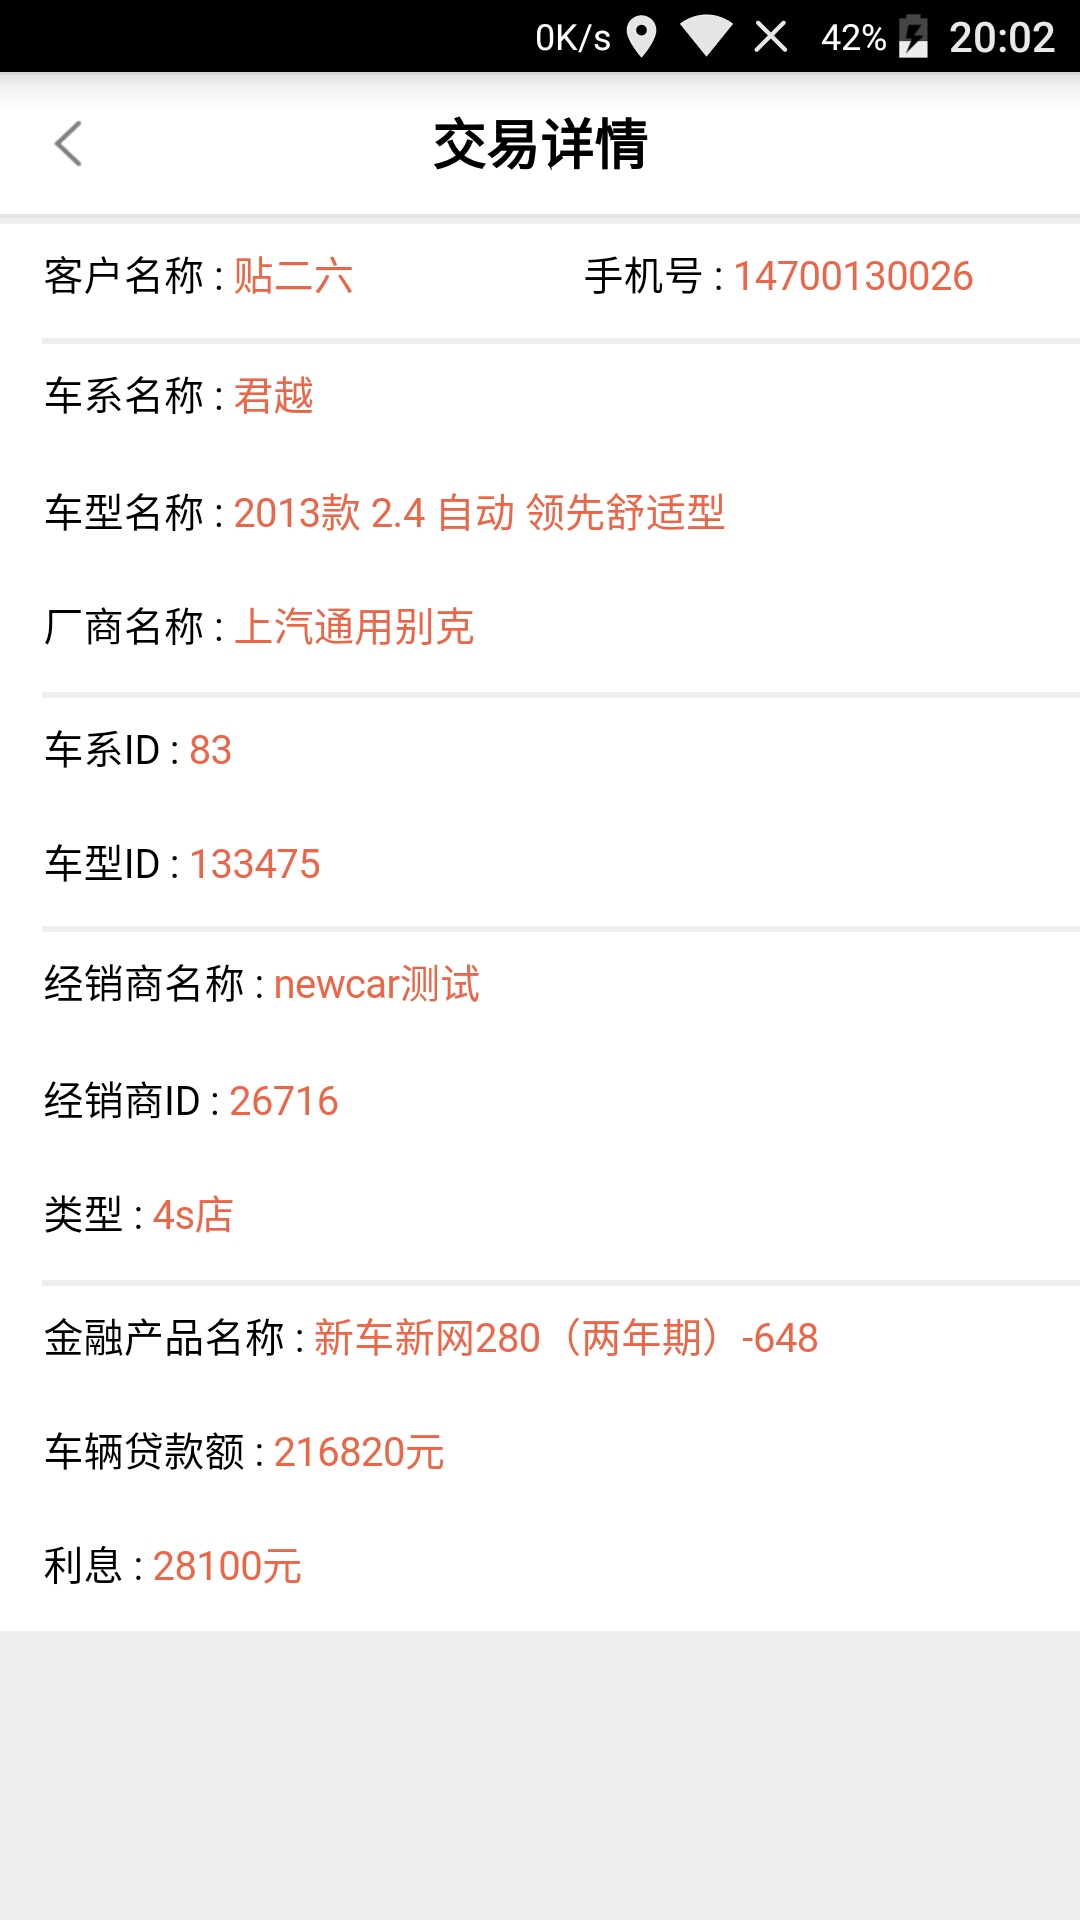 0K/s 42% 20:02
交易详情
客户名称 : 贴二六 手机号 : 14700130026
车系名称 : 君越
车型名称 : 2013款 2.4 自动 领先舒适型
厂商名称 : 上汽通用别克
车系ID : 83
车型ID : 133475
经销商名称 : newcar测试
经销商ID : 26716
类型 : 4s店
金融产品名称 : 新车新网280（两年期）-648
车辆贷款额 : 216820元
利息 : 28100元